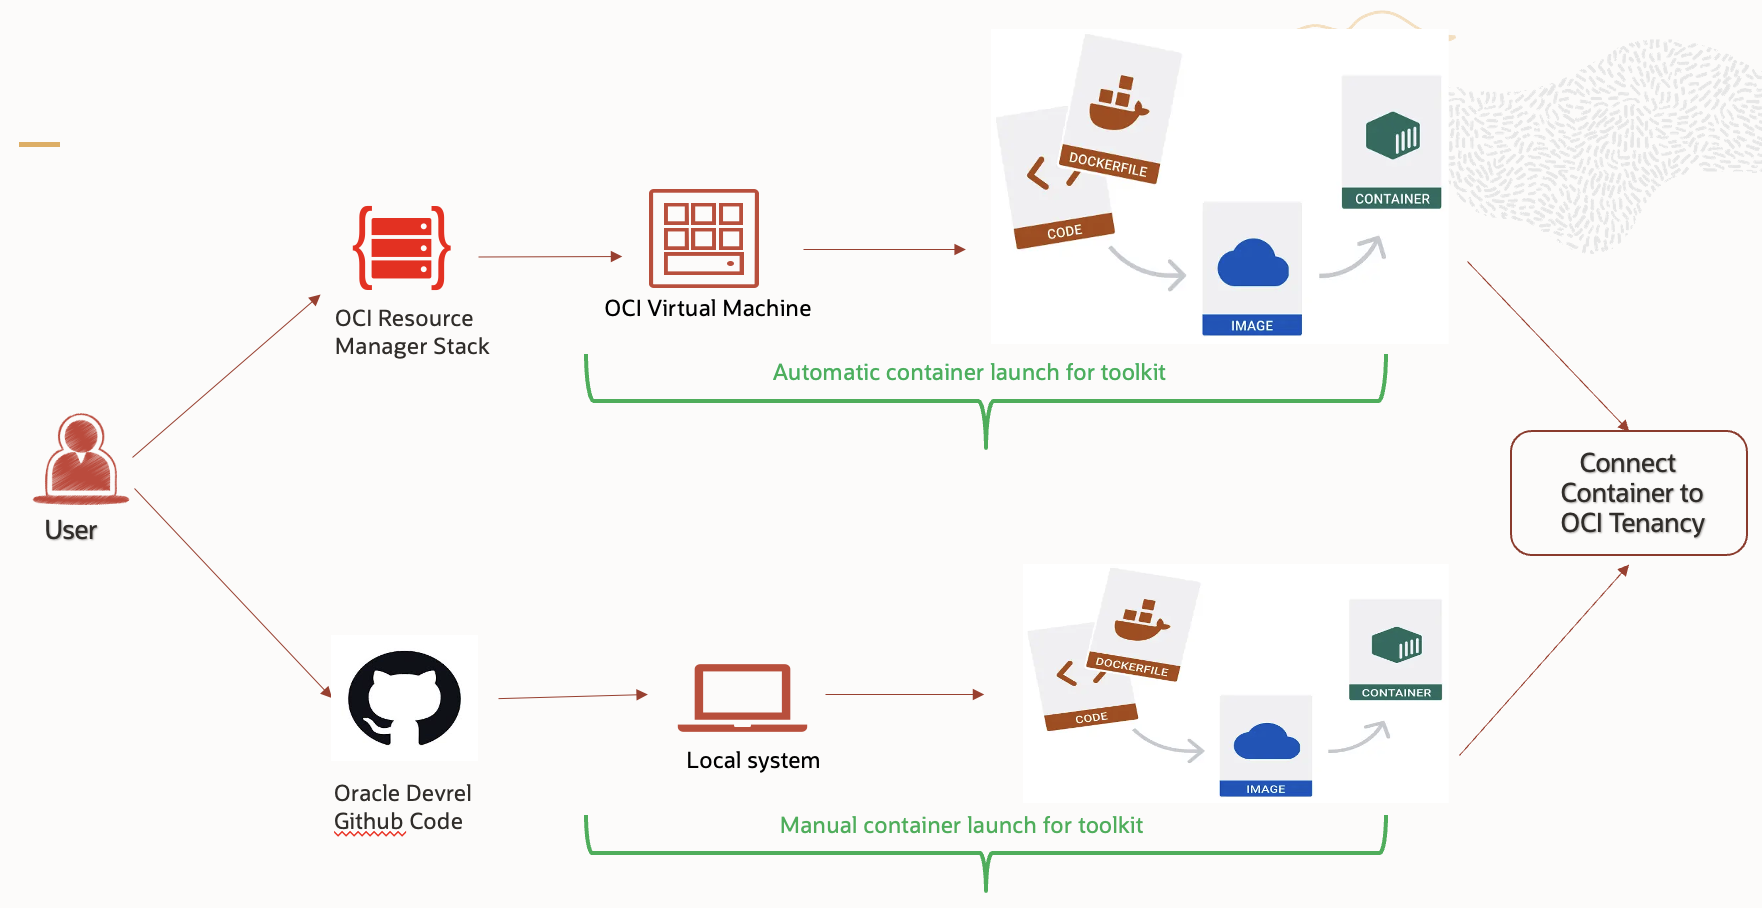 DOCKERFILE
CODE
CONTAINER
IMAGE
OCI Resource
Manager Stack
OCI Virtual Machine
Automatic container launch for toolkit
User
Connect
Container to
OCI Tenancy
DOCKERFILE
CODE
CONTAINER
IMAGE
Oracle Devrel
Github Code
Local system
Manual container launch for toolkit